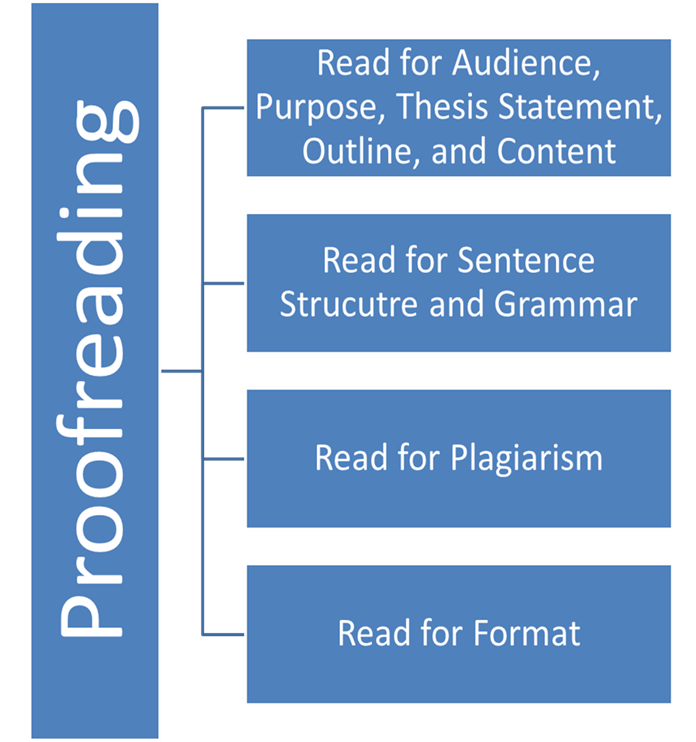 Proofreading
Read for Audience,
Purpose, Thesis Statement,
Outline, and Content
Read for Sentence
Strucutre and Grammar
Read for Plagiarism
Read for Format